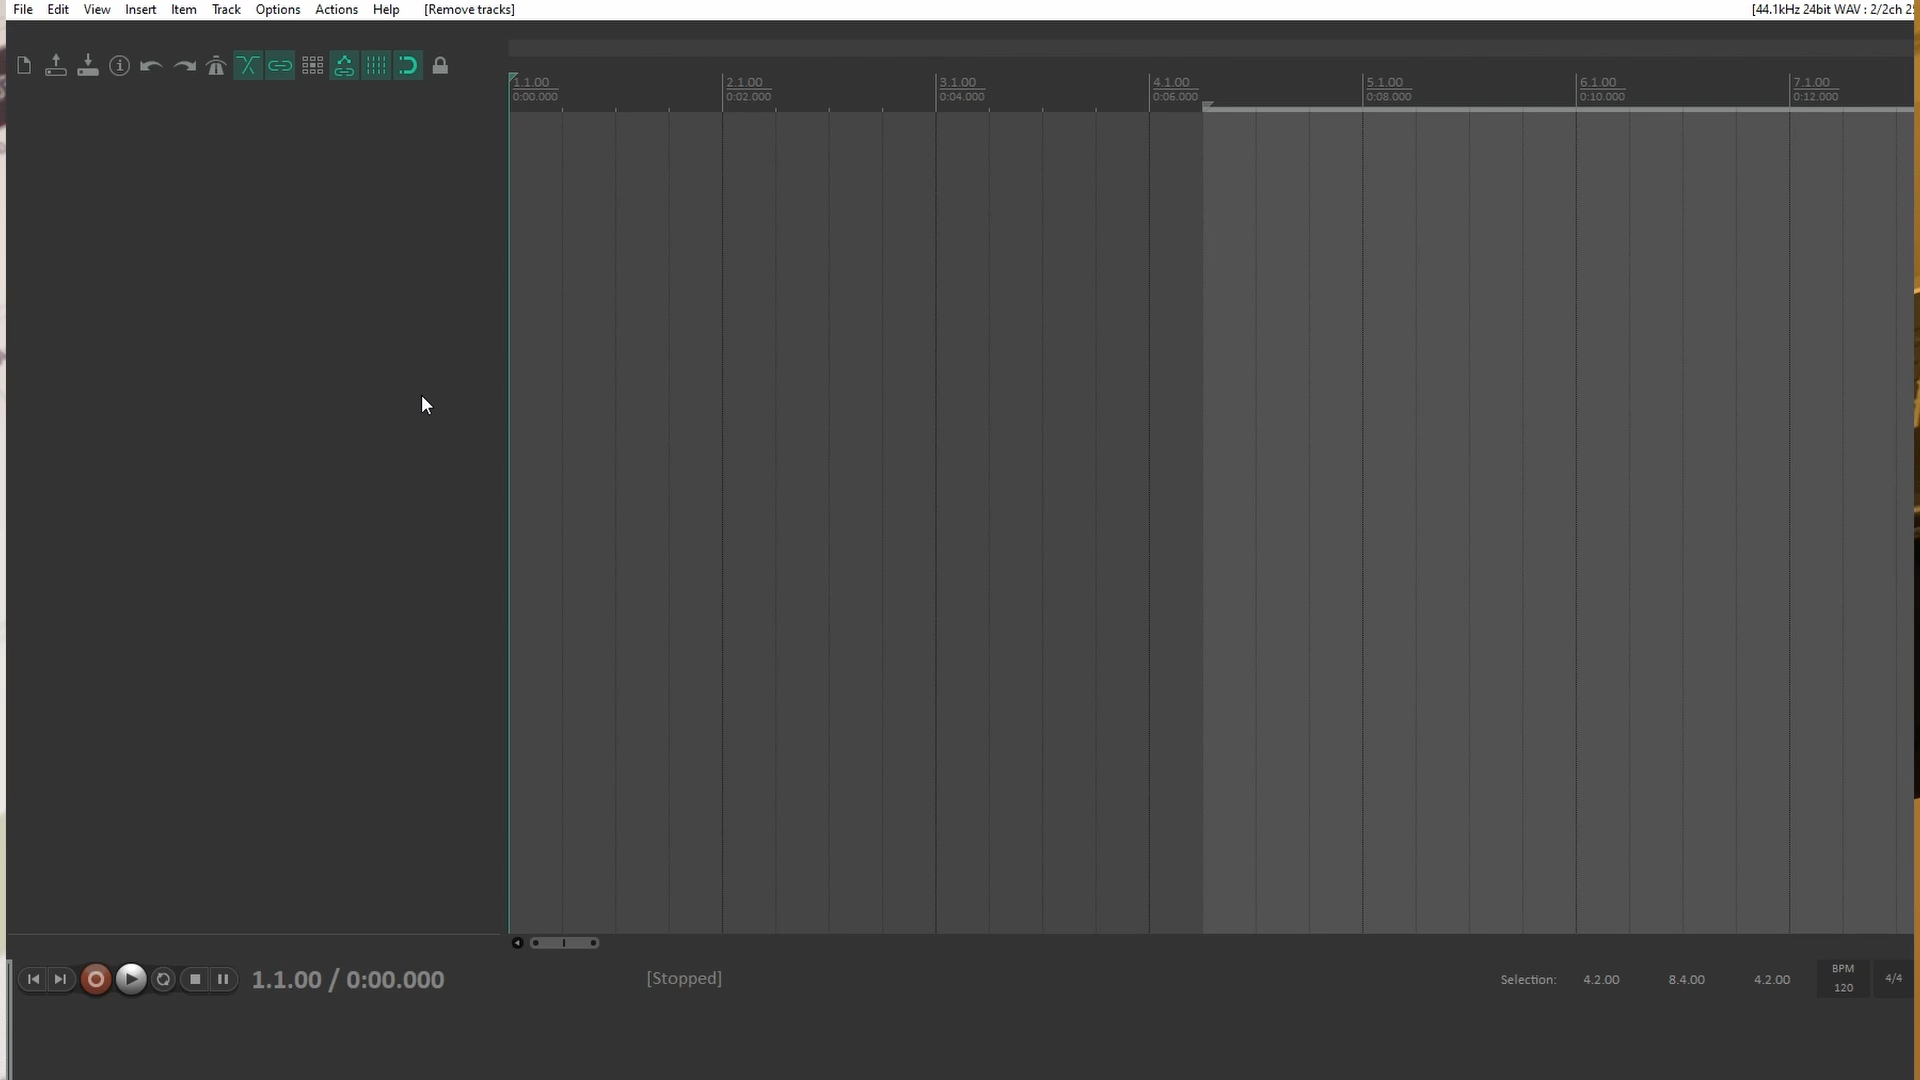 File Edit View Insert Item Track Options Actions Help [Remove tracks]
[44.1kHz 24bit WAV : 2/2ch
1.1.00 2.1.00 3.1.00 4.1.00 5.1.00 6.1.00 7.1.00
0:00.000 0:02.000 0:04.000 0:06.000 0:08.000 0:10.000 0:12.000
1.1.00 / 0:00.000 [Stopped] Selection: 4.2.00 8.4.00 4.2.00 BPM 4/4
120